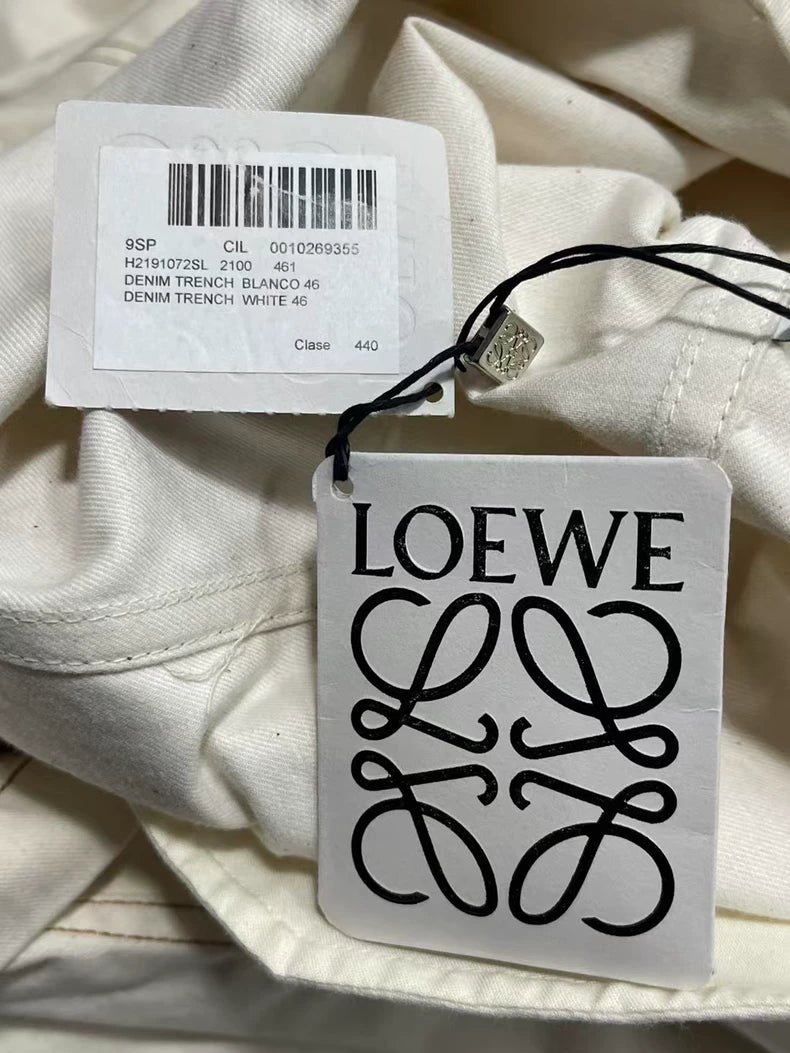 9SP CIL 0010269355
H2191072SL 2100 461
DENIM TRENCH BLANCO 46
DENIM TRENCH WHITE 46
Clase 440
LOEWE